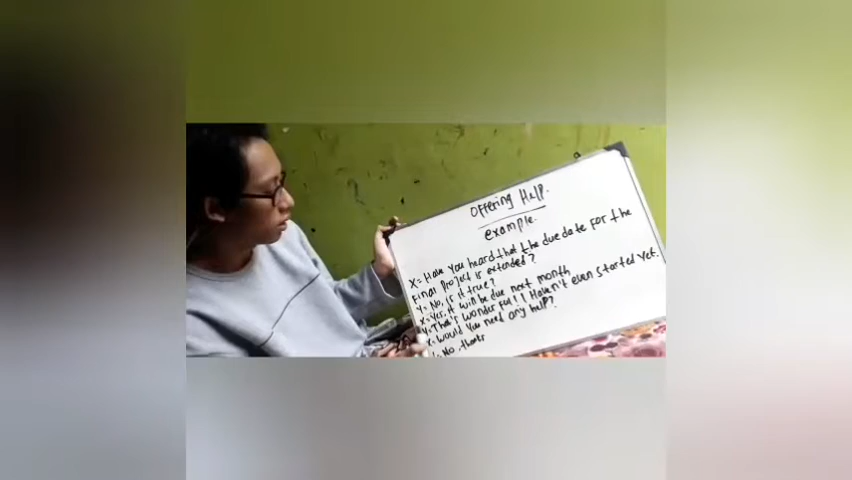 Offering Help.
example.
X = Have You heard that the due date For the
Final Project is extended?
Y = No, is it true?
X = Yes, it will be due next month
Y = That's wonderful! I Haven't even started Yet.
X = would You need any help?
Y = No, thanks